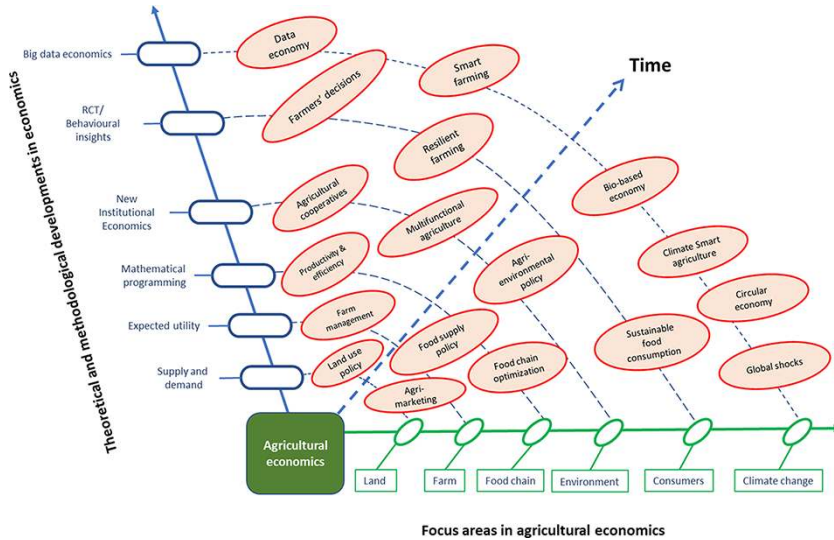 Theoretical and methodological developments in economics
Big data economics
RCT/
Behavioural
insights
New
Institutional
Economics
Mathematical
programming
Expected utility
Supply and
demand
Data
economy
Smart
farming
Time
Farmers' decisions
Resilient
farming
Bio-based
economy
Agricultural
cooperatives
Multifunctional
agriculture
Climate Smart
agriculture
Productivity &
efficiency
Agri-
environmental
policy
Circular
economy
Farm
management
Food supply
policy
Sustainable
food
consumption
Land use
policy
Food chain
optimization
Global shocks
Agri-
marketing
Agricultural
economics
Land
Farm
Food chain
Environment
Consumers
Climate change
Focus areas in agricultural economics